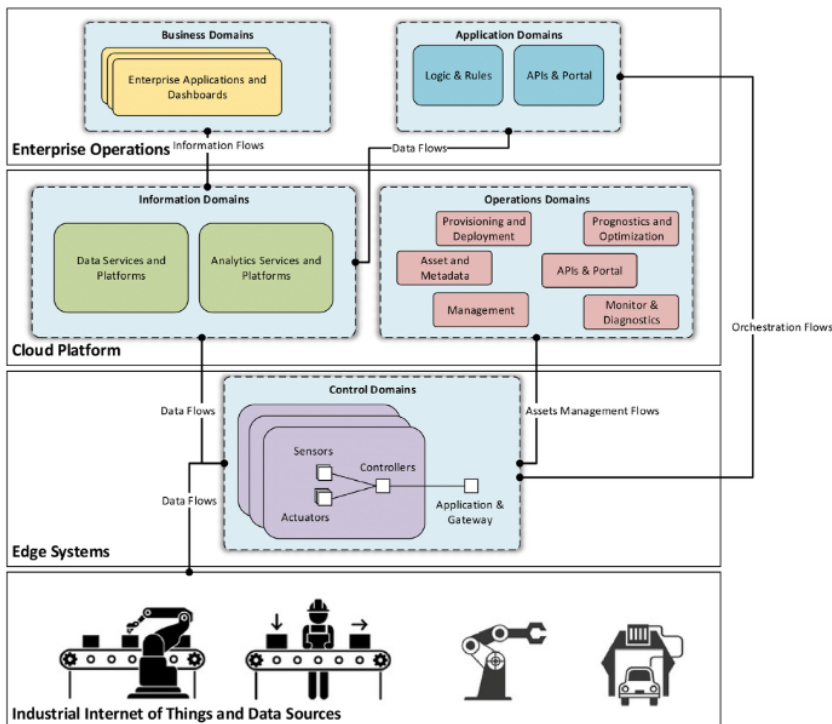 Business Domains
Enterprise Applications and
Dashboards
Application Domains
Logic & Rules
APIs & Portal
Enterprise Operations
Information Flows
Data Flows
Information Domains
Data Services and
Platforms
Analytics Services and
Platforms
Operations Domains
Provisioning and
Deployment
Prognostics and
Optimization
Asset and
Metadata
APIs & Portal
Management
Monitor &
Diagnostics
Cloud Platform
Orchestration Flows
Control Domains
Data Flows
Assets Management Flows
Sensors
Controllers
Data Flows
Actuators
Application &
Gateway
Edge Systems
Industrial Internet of Things and Data Sources